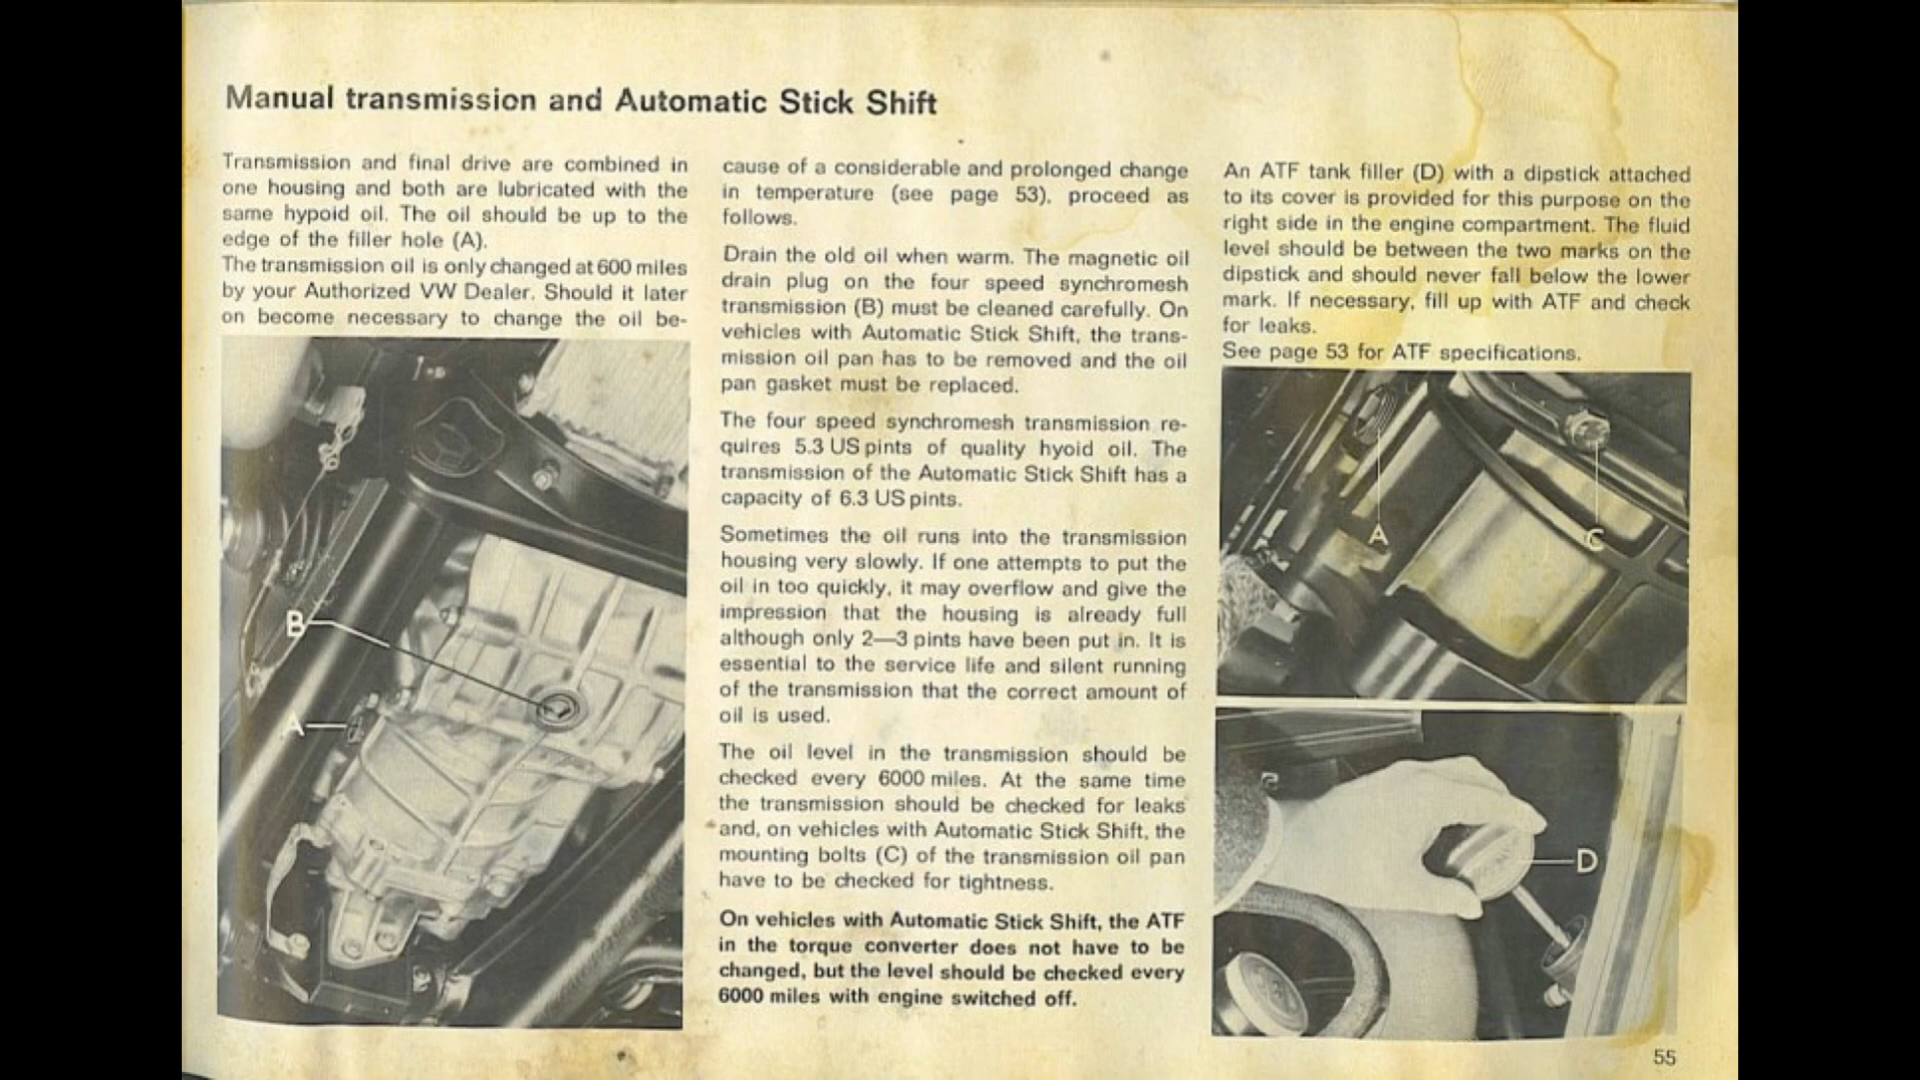 Manual transmission and Automatic Stick Shift
Transmission and final drive are combined in
one housing and both are lubricated with the
same hypoid oil. The oil should be up to the
edge of the filler hole (A).
The transmission oil is only changed at 600 miles
by your Authorized VW Dealer. Should it later
on become necessary to change the oil be-
B
A
cause of a considerable and prolonged change
in temperature (see page 53), proceed as
follows.
Drain the old oil when warm. The magnetic oil
drain plug on the four speed synchromesh
transmission (B) must be cleaned carefully. On
vehicles with Automatic Stick Shift, the trans-
mission oil pan has to be removed and the oil
pan gasket must be replaced.
The four speed synchromesh transmission re-
quires 5.3 US pints of quality hyoid oil. The
transmission of the Automatic Stick Shift has a
capacity of 6.3 US pints.
Sometimes the oil runs into the transmission
housing very slowly. If one attempts to put the
oil in too quickly, it may overflow and give the
impression that the housing is already full
although only 2—3 pints have been put in. It is
essential to the service life and silent running
of the transmission that the correct amount of
oil is used.
The oil level in the transmission should be
checked every 6000 miles. At the same time
the transmission should be checked for leaks
and, on vehicles with Automatic Stick Shift, the
mounting bolts (C) of the transmission oil pan
have to be checked for tightness.
On vehicles with Automatic Stick Shift, the ATF
in the torque converter does not have to be
changed, but the level should be checked every
6000 miles with engine switched off.
An ATF tank filler (D) with a dipstick attached
to its cover is provided for this purpose on the
right side in the engine compartment. The fluid
level should be between the two marks on the
dipstick and should never fall below the lower
mark. If necessary, fill up with ATF and check
for leaks.
See page 53 for ATF specifications.
A
C
D
55